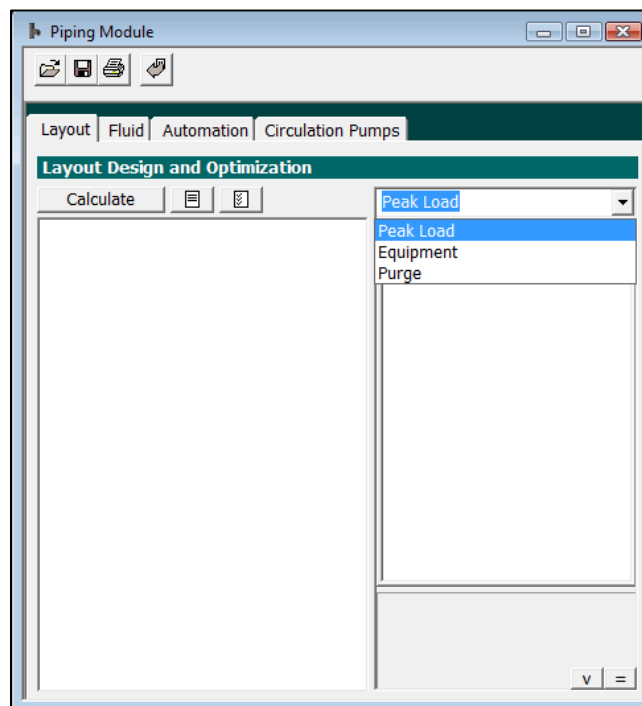 Piping Module
Layout Fluid Automation Circulation Pumps
Layout Design and Optimization
Calculate
Peak Load
Peak Load
Equipment
Purge
v =